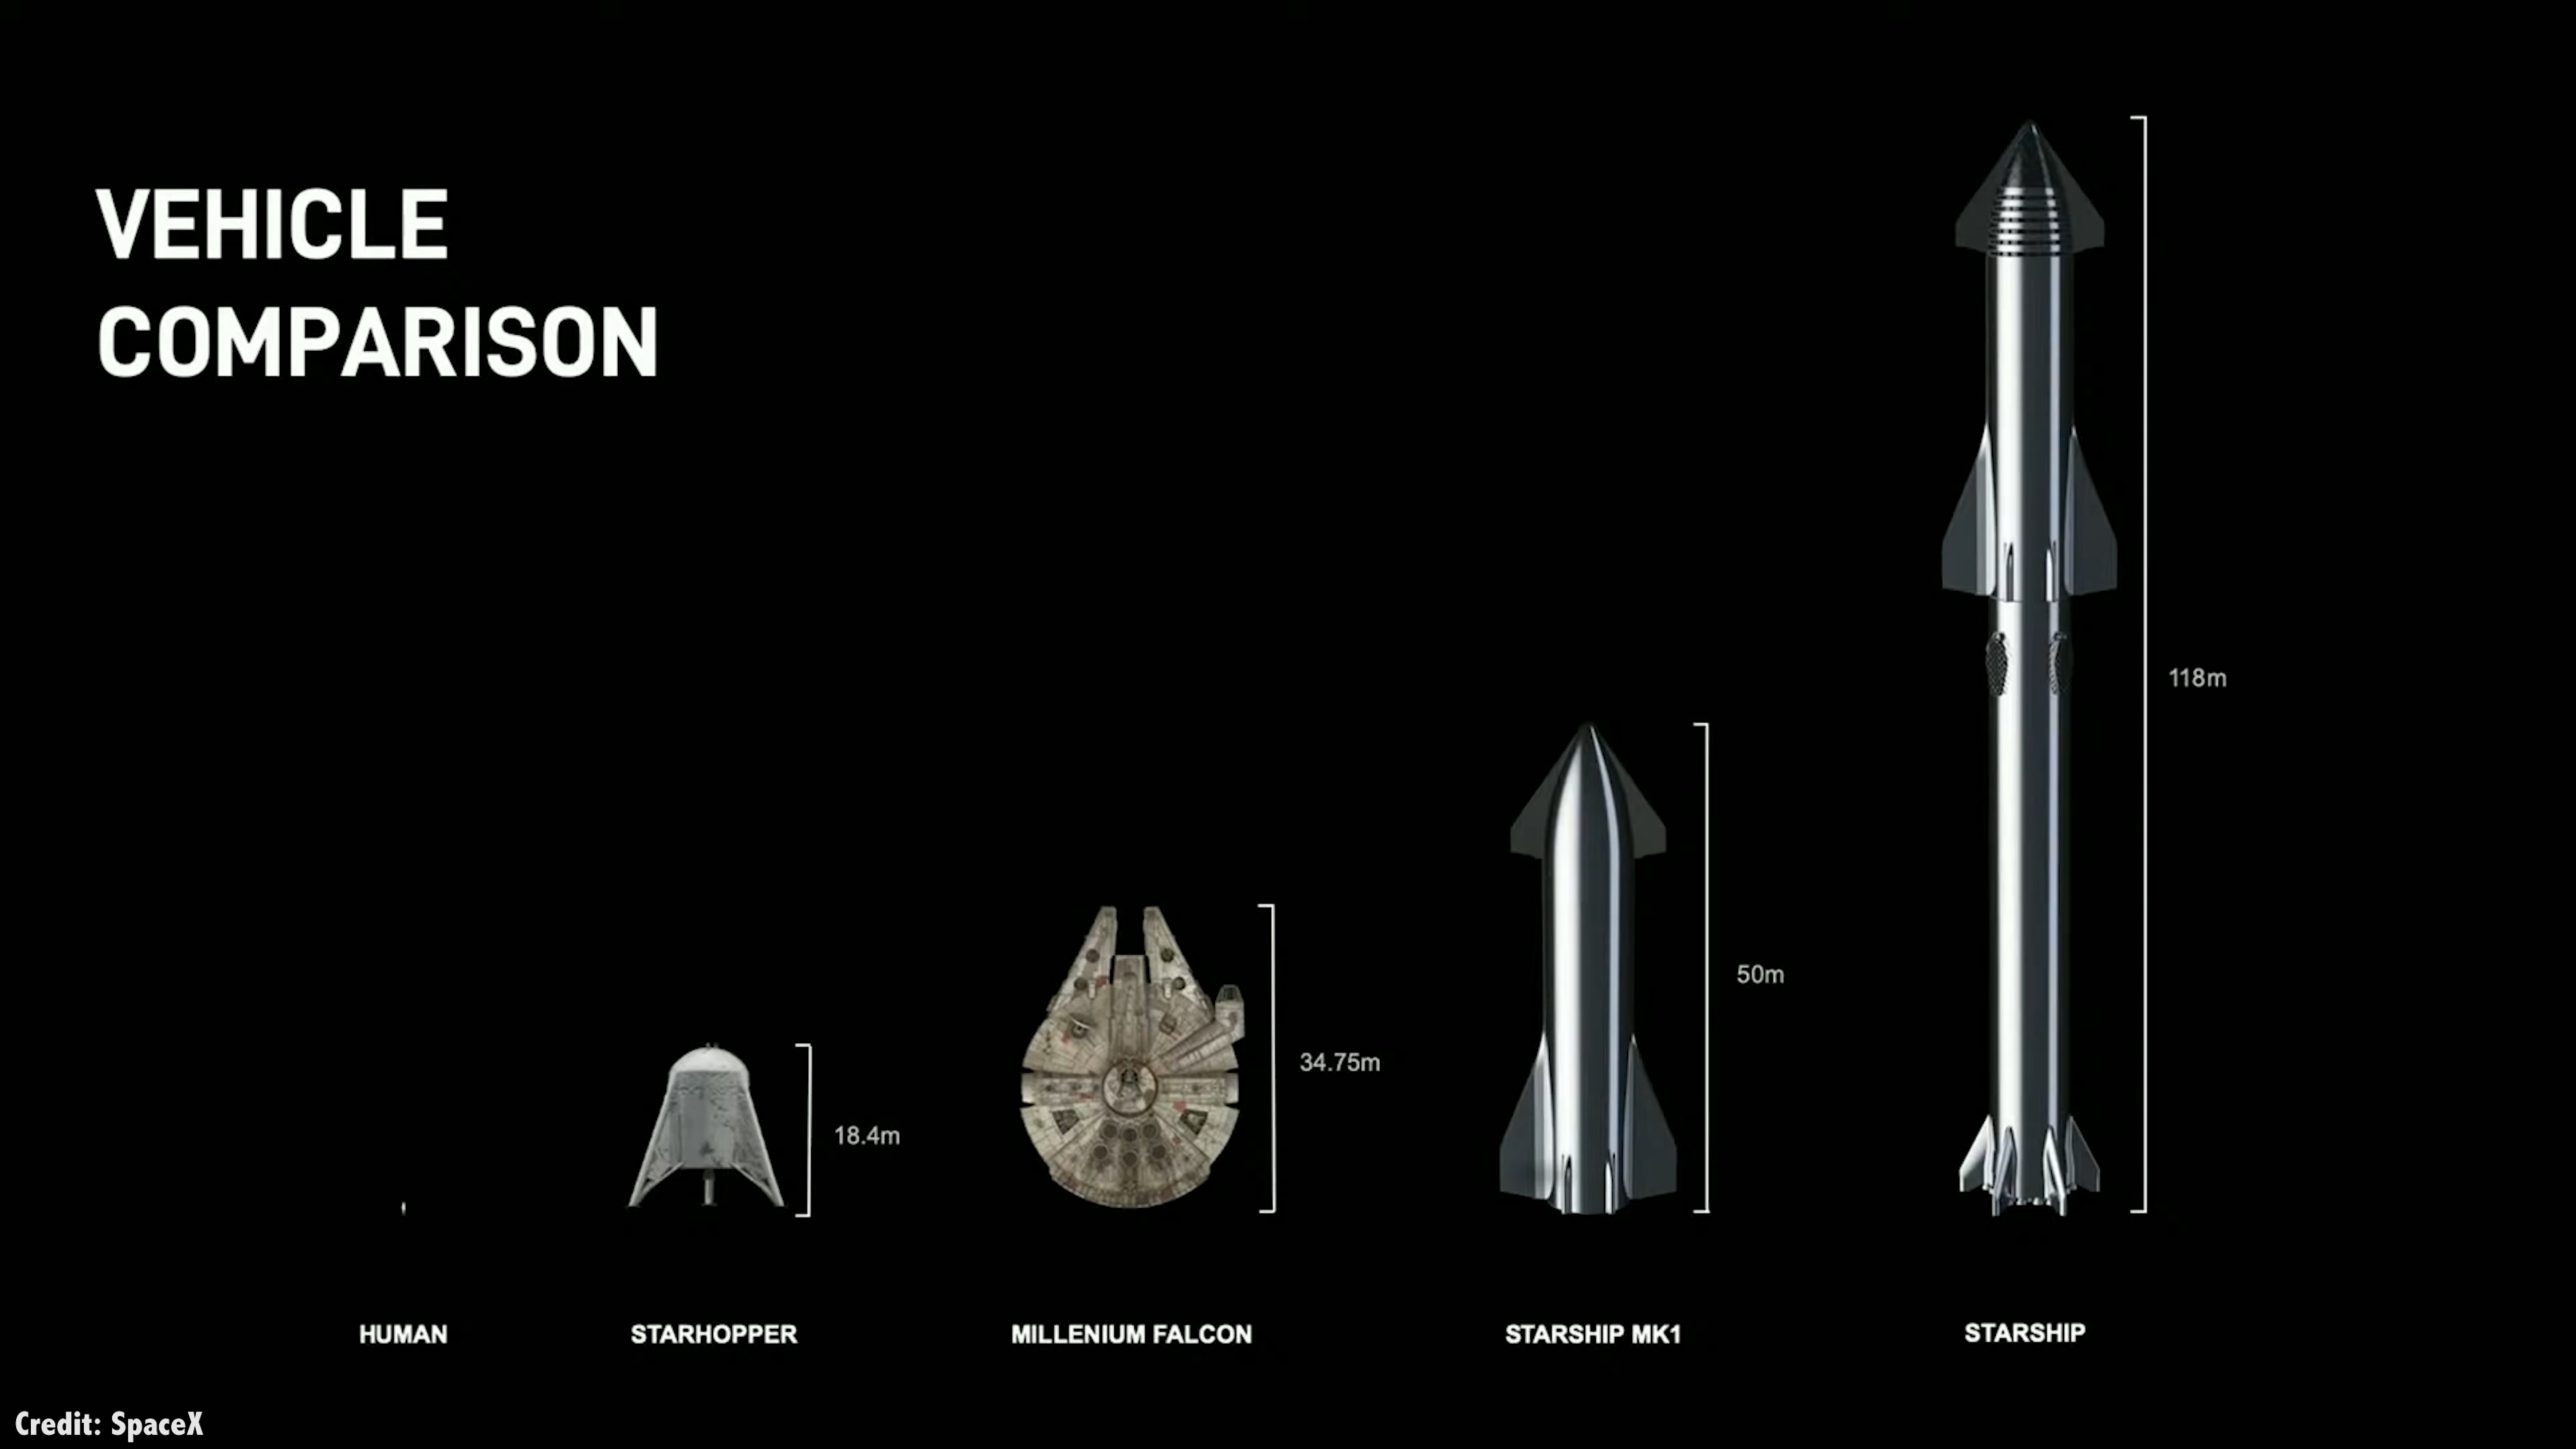 VEHICLE
COMPARISON
118m
50m
34.75m
18.4m
HUMAN
STARHOPPER
MILLENIUM FALCON
STARSHIP MK1
STARSHIP
Credit: SpaceX